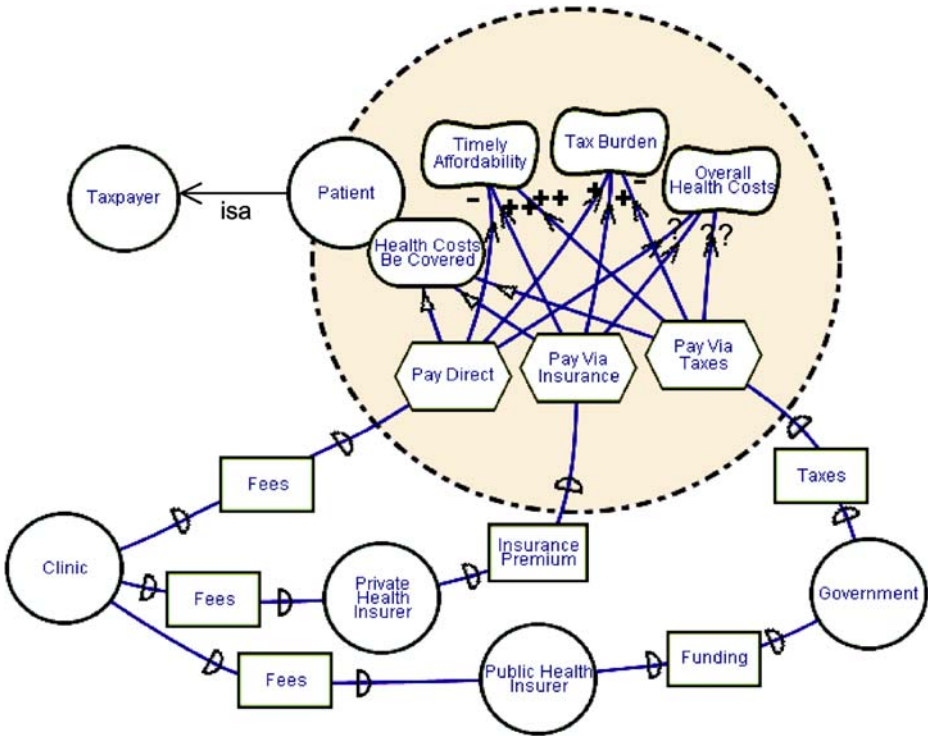 Timely
Affordability
Tax Burden
Overall
Health Costs
Taxpayer
isa
Patient
Health Costs
Be Covered
-
++
++
+
+
-
?
??
Pay Direct
Pay Via
Insurance
Pay Via
Taxes
Fees
Taxes
Clinic
Insurance
Premium
Fees
Private
Health
Insurer
Government
Fees
Public Health
Insurer
Funding